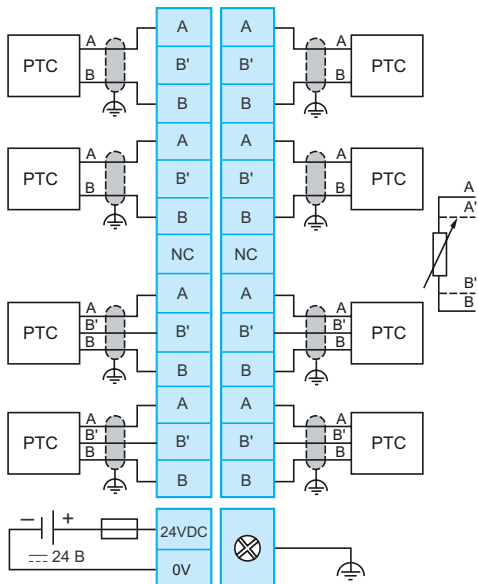 A A
PTC A B' B' A PTC
B B B B
A A
PTC A B' B' A PTC
B B B B
NC NC
A A A A
PTC B' B' B' B' PTC
B B B B
A A A A
PTC B' B' B' B' PTC
B B B B
A
A'
B'
B
− + 24VDC
24 В 0V